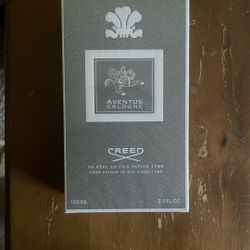 AVENTUS
COLOGNE
CREED
DE PÈRE EN FILS DEPUIS 1760
FROM FATHER TO SON SINCE 1760
100 ML
3.3 FL.OZ